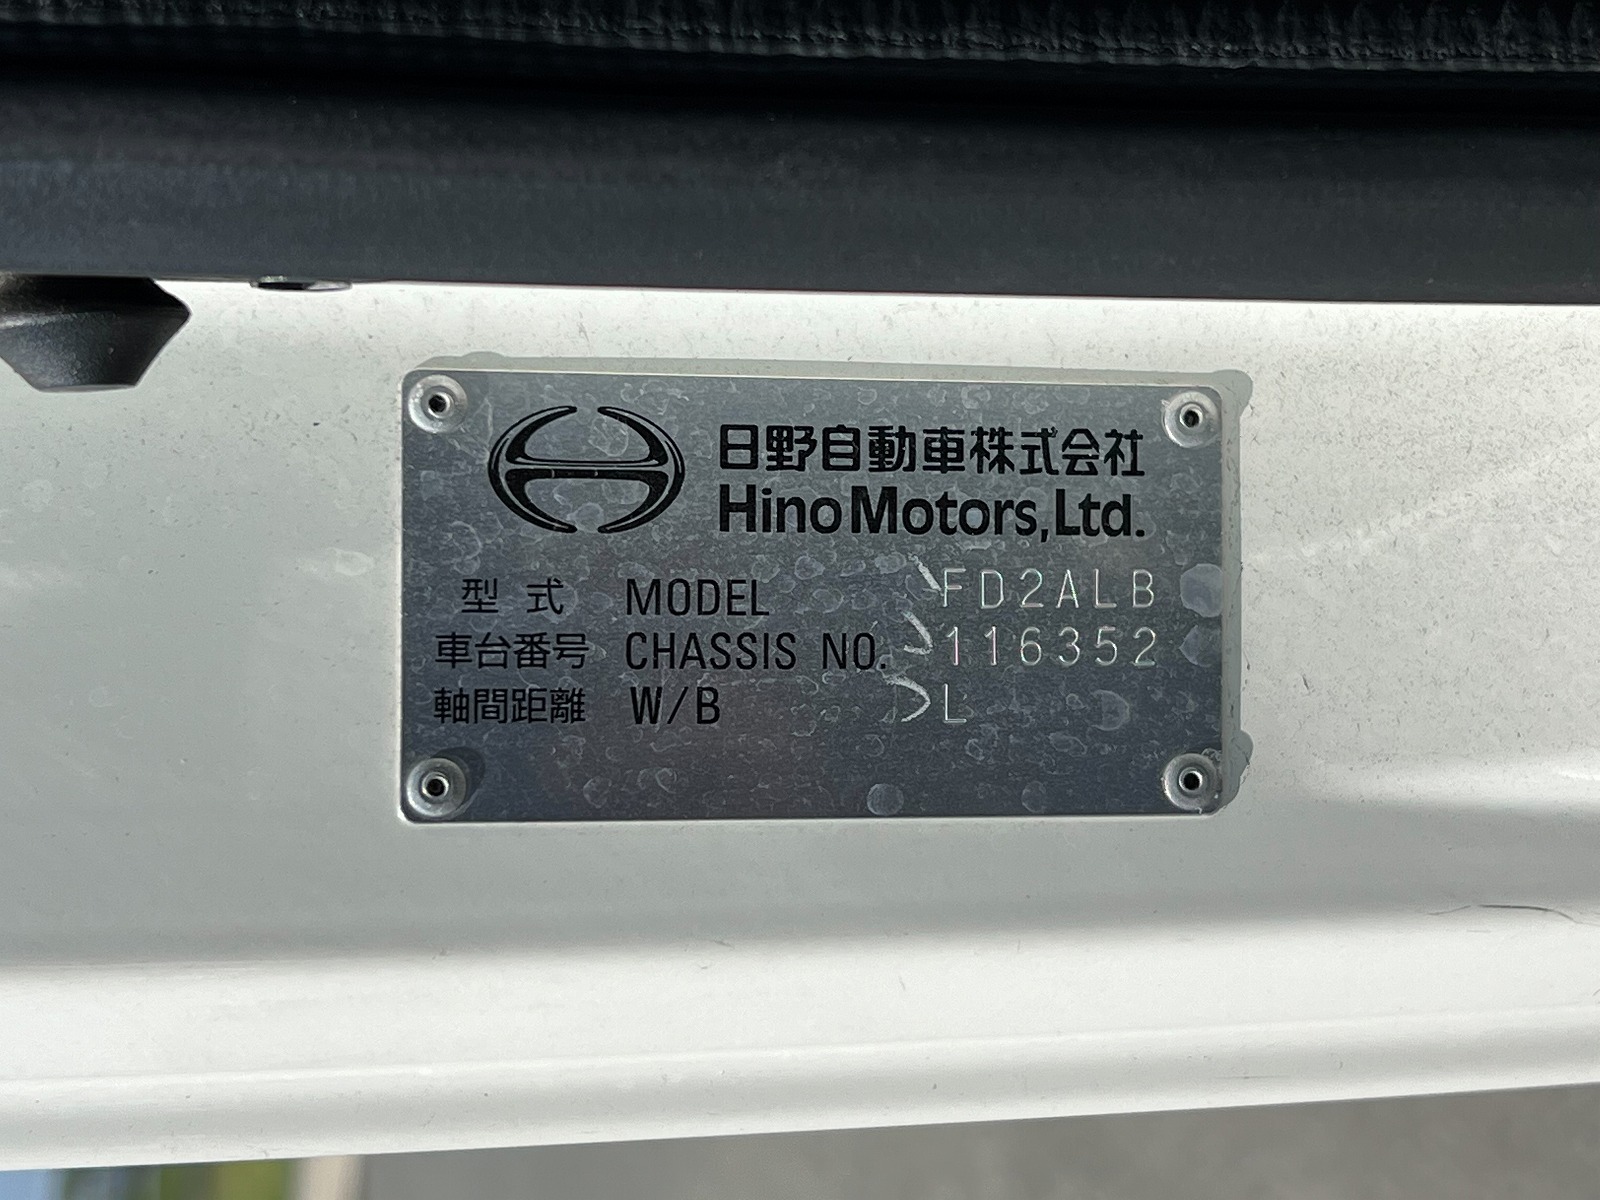 日野自動車株式会社
Hino Motors, Ltd.
型 式 MODEL FD2ALB
車台番号 CHASSIS NO. 116352
軸間距離 W/B L